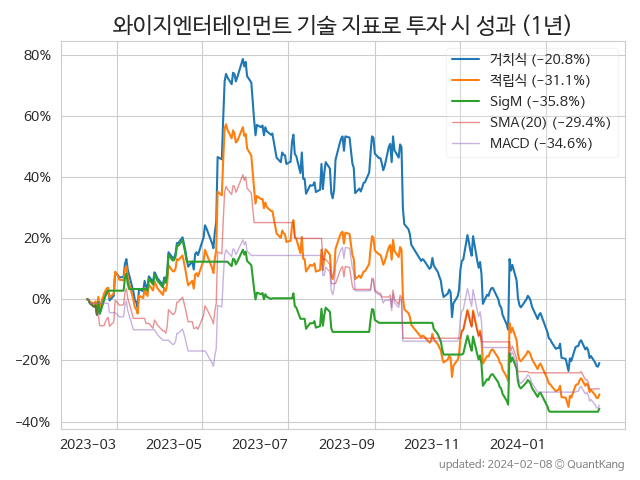 와이지엔터테인먼트 기술 지표로 투자 시 성과 (1년)
80%
60%
40%
20%
0%
−20%
−40%
거치식 (−20.8%)
적립식 (−31.1%)
SigM (−35.8%)
SMA(20) (−29.4%)
MACD (−34.6%)
2023-03 2023-05 2023-07 2023-09 2023-11 2024-01
updated: 2024-02-08 © QuantKang